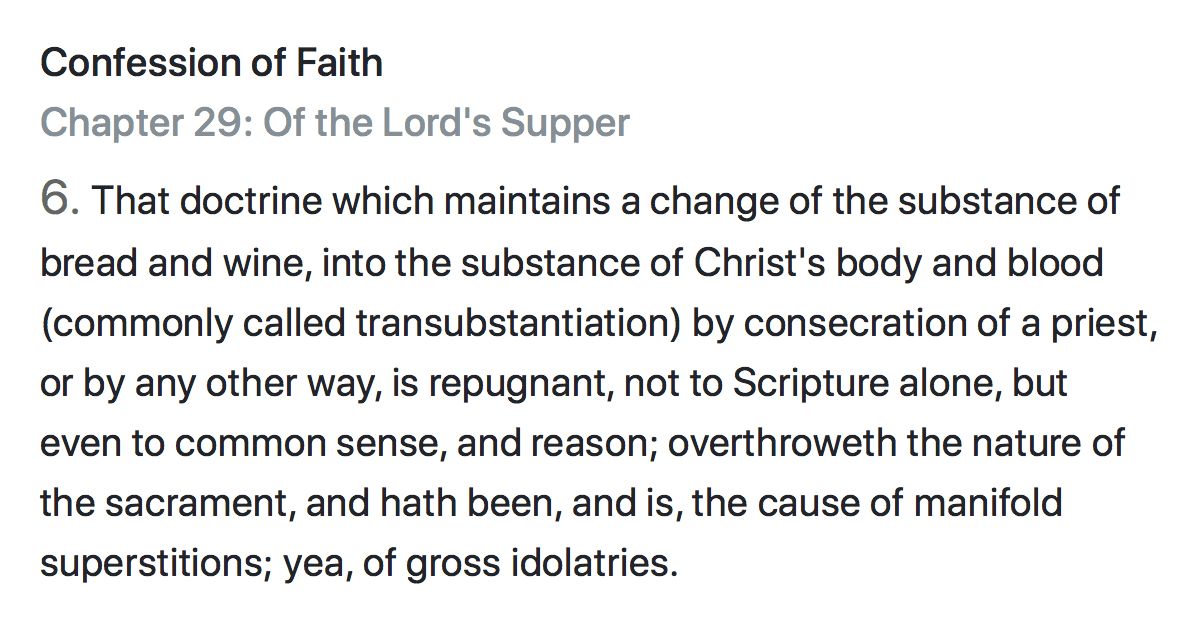 Confession of Faith
Chapter 29: Of the Lord's Supper
6. That doctrine which maintains a change of the substance of
bread and wine, into the substance of Christ's body and blood
(commonly called transubstantiation) by consecration of a priest,
or by any other way, is repugnant, not to Scripture alone, but
even to common sense, and reason; overthroweth the nature of
the sacrament, and hath been, and is, the cause of manifold
superstitions; yea, of gross idolatries.